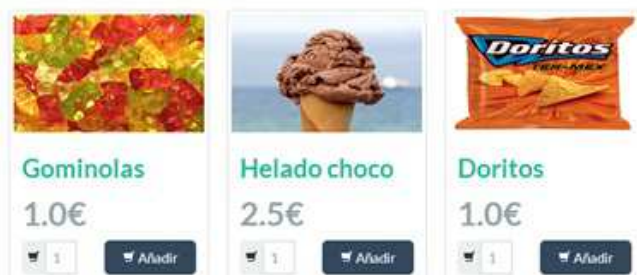 Doritos
TEX-MEX
Gominolas
1.0€
1
Añadir
Helado choco
2.5€
1
Añadir
Doritos
1.0€
1
Añadir